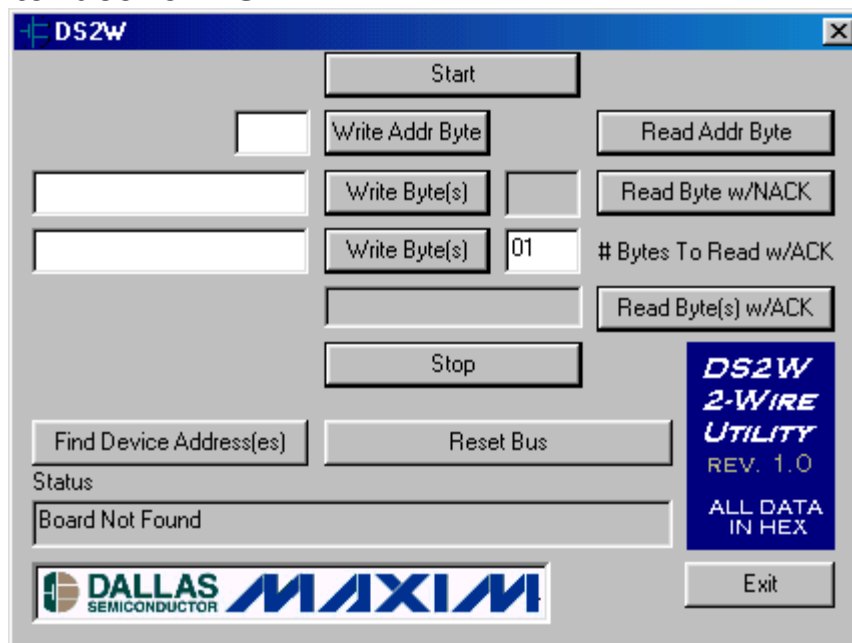 DS2W
Start
Write Addr Byte
Read Addr Byte
Write Byte(s)
Read Byte w/NACK
Write Byte(s)
01
# Bytes To Read w/ACK
Read Byte(s) w/ACK
Stop
DS2W
2-WIRE
UTILITY
REV. 1.0
ALL DATA
IN HEX
Find Device Address(es)
Reset Bus
Status
Board Not Found
DALLAS
SEMICONDUCTOR
MAXIM
Exit